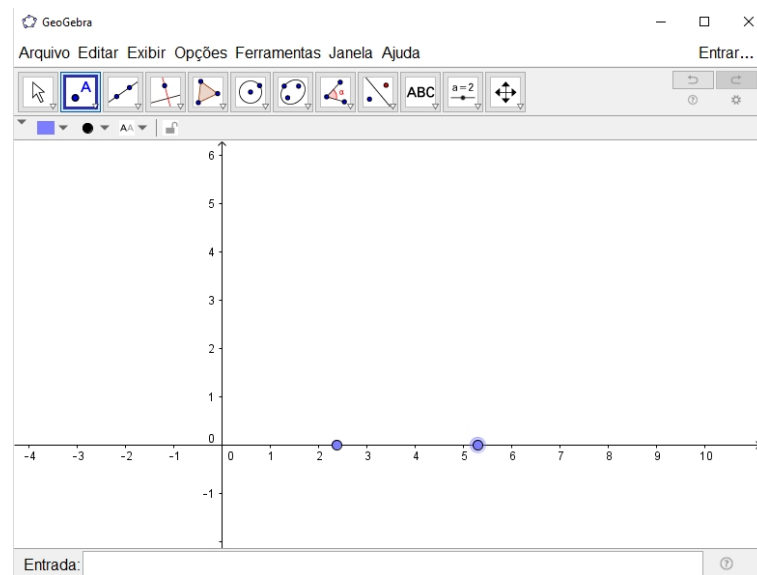 GeoGebra
Arquivo Editar Exibir Opções Ferramentas Janela Ajuda Entrar...
A α ABC a=2
AA
6
5
4
3
2
1
0
-4 -3 -2 -1 0 1 2 3 4 5 6 7 8 9 10
-1
Entrada: